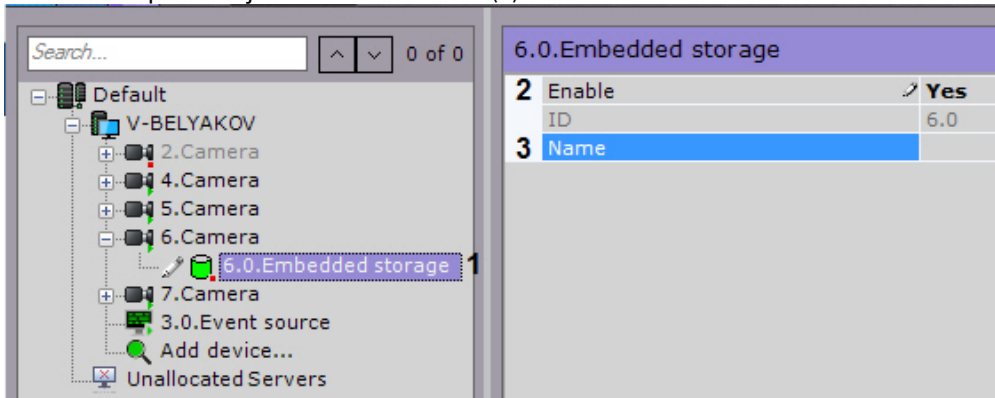 Search...
0 of 0
Default
V-BELYAKOV
2.Camera
4.Camera
5.Camera
6.Camera
6.0.Embedded storage 1
7.Camera
3.0.Event source
Add device...
Unallocated Servers
6.0.Embedded storage
2 Enable Yes
ID 6.0
3 Name